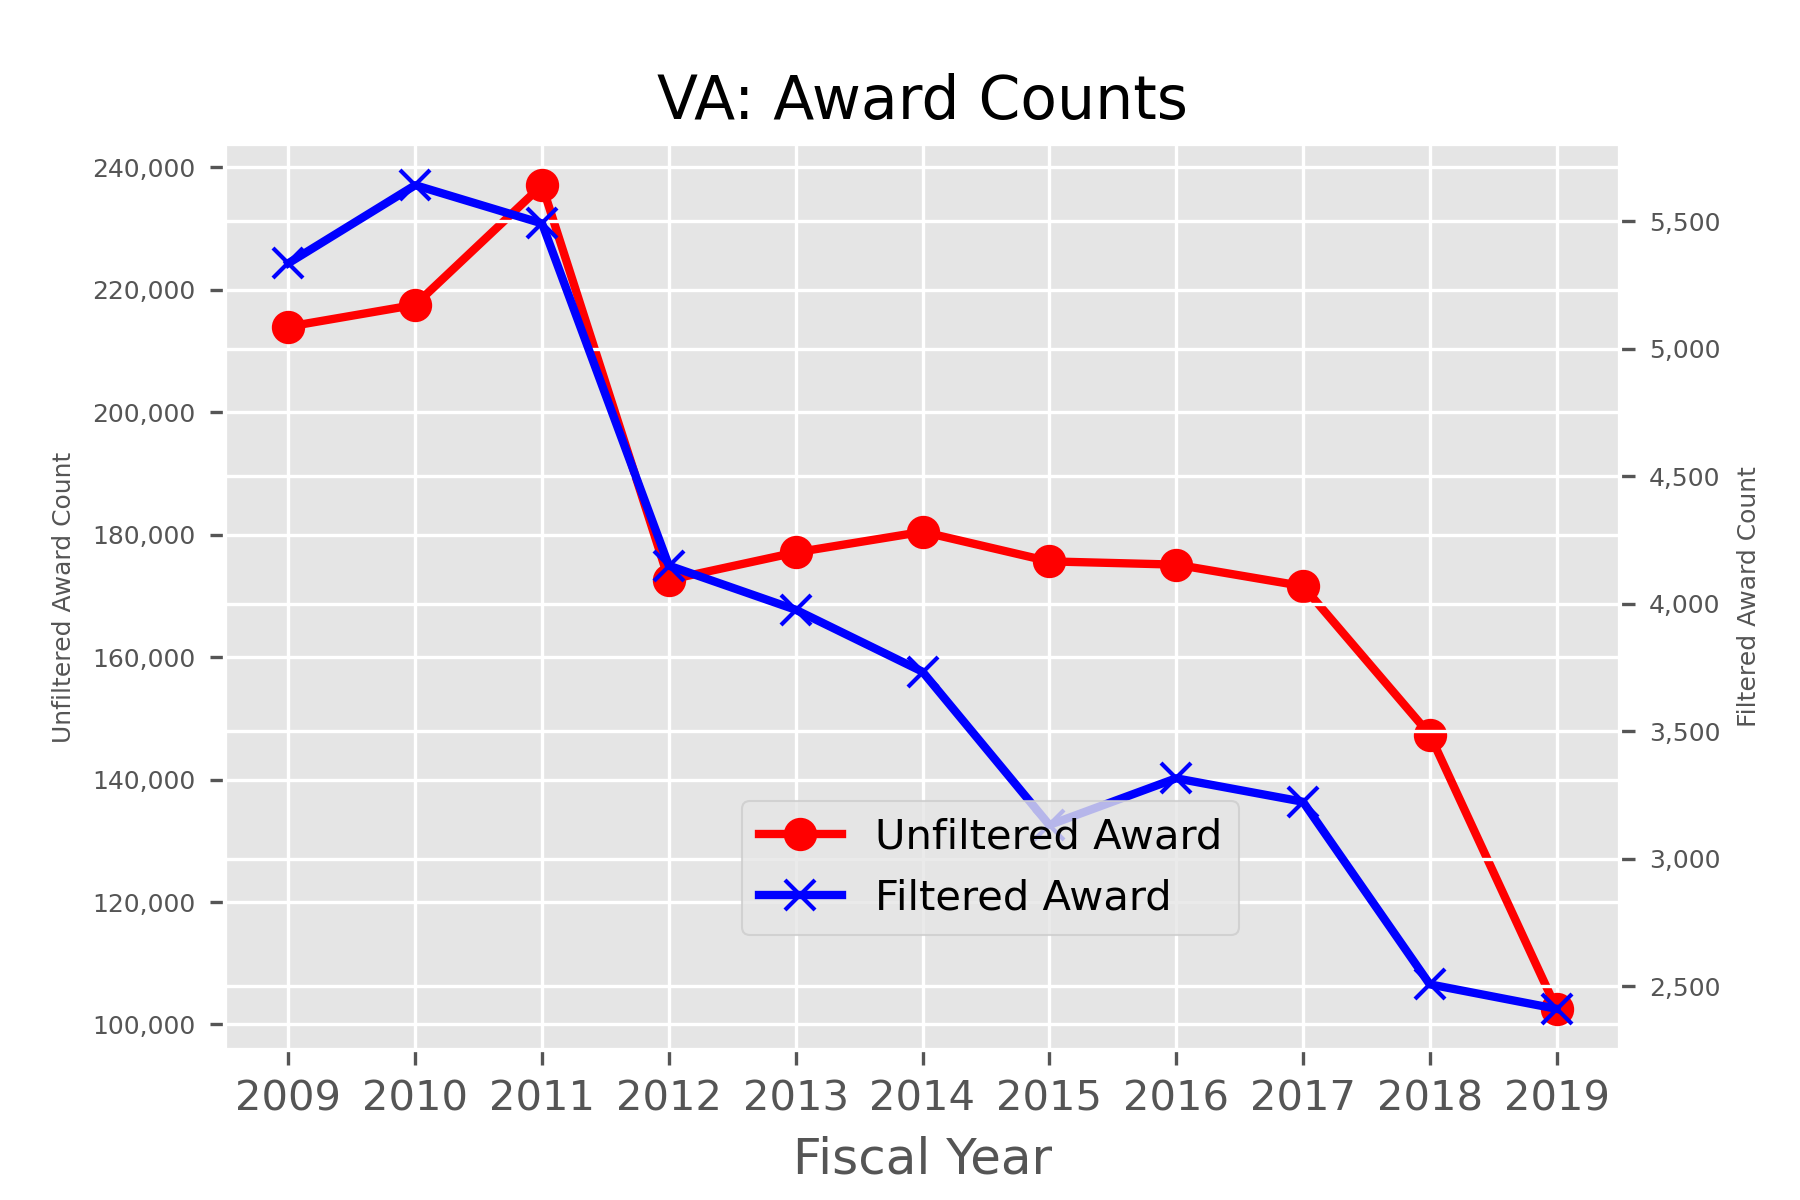 VA: Award Counts
240,000
220,000
200,000
180,000
160,000
140,000
120,000
100,000
Unfiltered Award Count
5,500
5,000
4,500
4,000
3,500
3,000
2,500
Filtered Award Count
Unfiltered Award
Filtered Award
2009 2010 2011 2012 2013 2014 2015 2016 2017 2018 2019
Fiscal Year